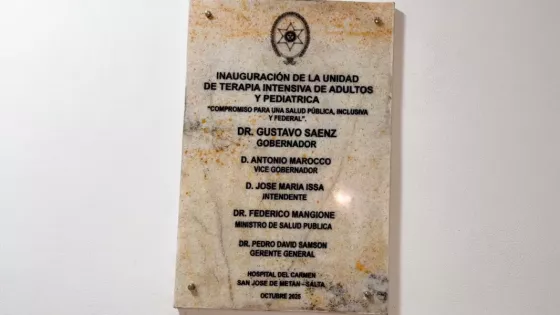 INAUGURACIÓN DE LA UNIDAD
DE TERAPIA INTENSIVA DE ADULTOS
Y PEDIATRICA
"COMPROMISO PARA UNA SALUD PÚBLICA, INCLUSIVA
Y FEDERAL".
DR. GUSTAVO SAENZ
GOBERNADOR
D. ANTONIO MAROCCO
VICE GOBERNADOR
D. JOSE MARIA ISSA
INTENDENTE
DR. FEDERICO MANGIONE
MINISTRO DE SALUD PUBLICA
DR. PEDRO DAVID SAMSON
GERENTE GENERAL
HOSPITAL DEL CARMEN
SAN JOSE DE METAN - SALTA
OCTUBRE 2025